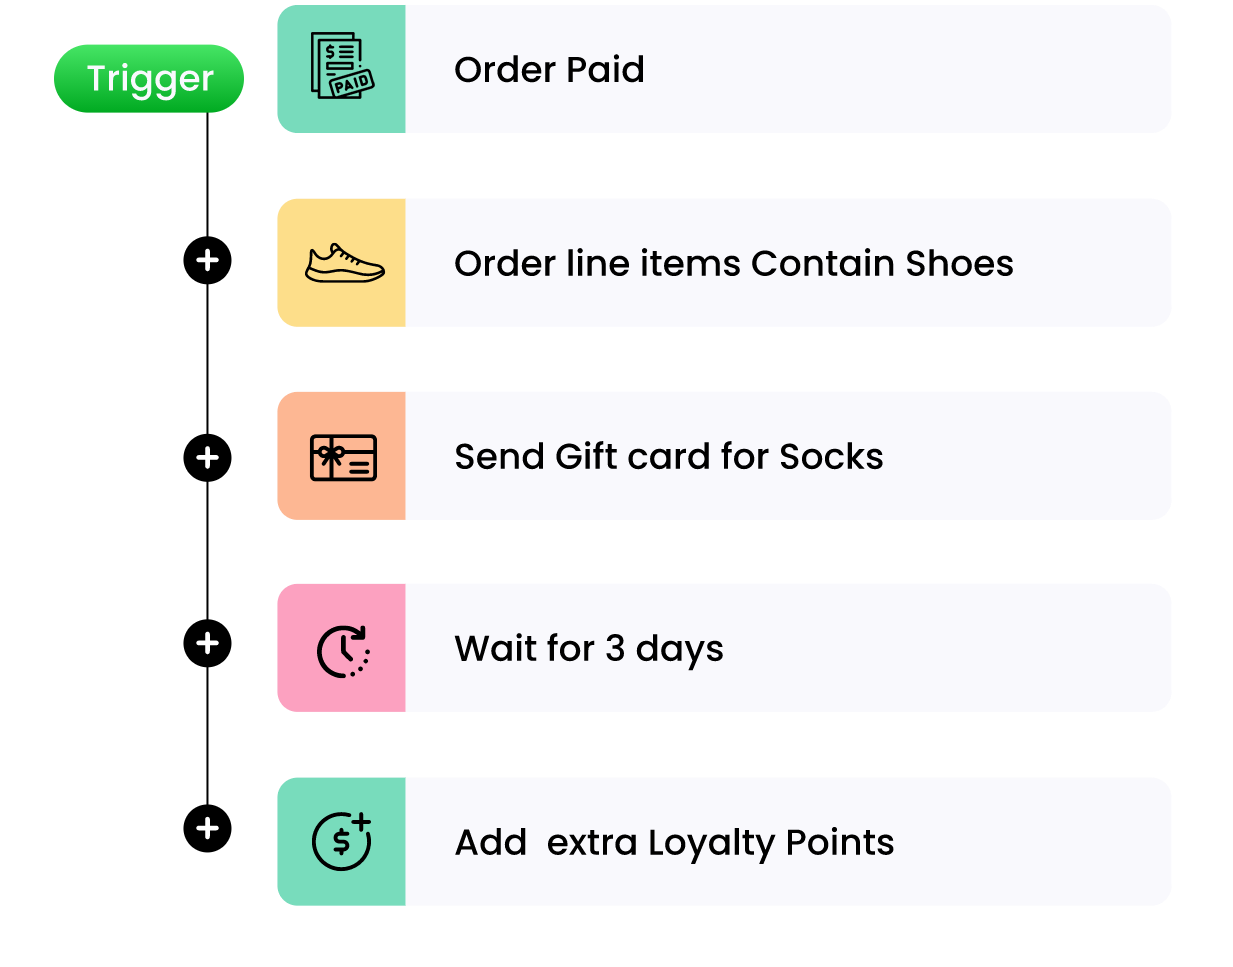 Trigger
$
PAID
Order Paid
Order line items Contain Shoes
Send Gift card for Socks
Wait for 3 days
$
Add extra Loyalty Points